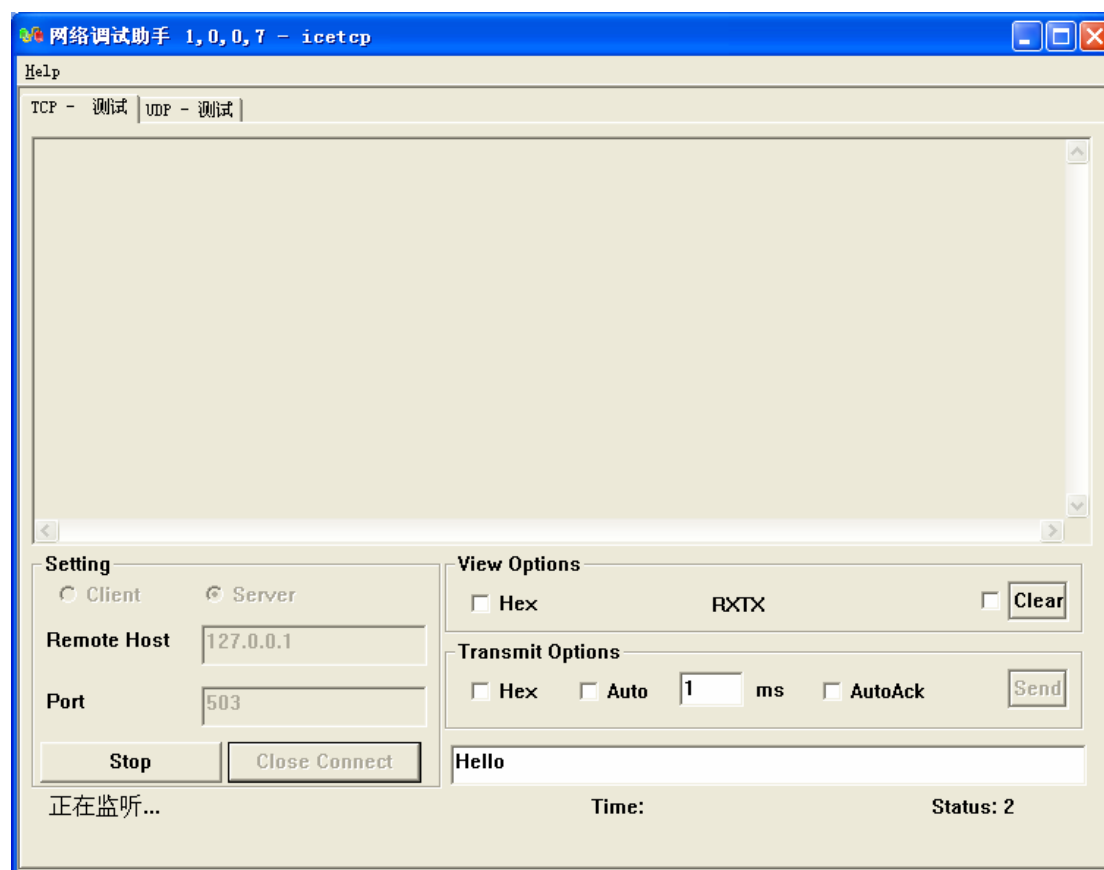 网络调试助手 1,0,0,7 - icetcp
Help
TCP - 测试 UDP - 测试
Setting
Client Server
Remote Host 127.0.0.1
Port 503
Stop Close Connect
正在监听...
View Options
Hex RXTX Clear
Transmit Options
Hex Auto 1 ms AutoAck Send
Hello
Time: Status: 2